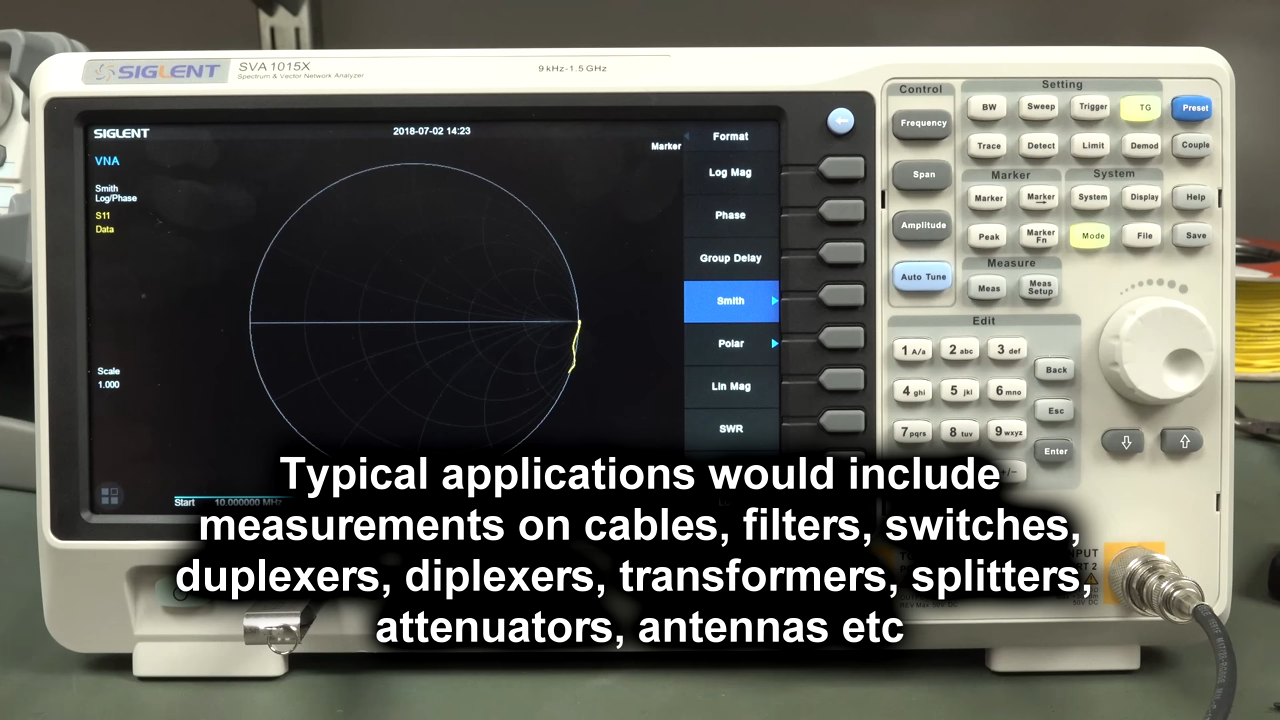 SIGLENT
SVA 1015X
Spectrum & Vector Network Analyzer
9 kHz-1.5 GHz
SIGLENT
2018-07-02 14:23
Marker
VNA
Smith
Log/Phase
S11
Data
Scale
1.000
Start 10.000000 MHz
Format
Log Mag
Phase
Group Delay
Smith
Polar
Lin Mag
SWR
Control
Frequency
Span
Amplitude
Auto Tune
Setting
BW Sweep Trigger TG Preset
Trace Detect Limit Demod Couple
Marker
Marker Marker
Peak Marker Fn
System
System Display Help
Mode File Save
Measure
Meas Meas Setup
Edit
1 A/a 2 abc 3 def
4 ghi 5 jkl 6 mno
7 pqrs 8 tuv 9 wxyz
+/-
Back
Esc
Enter
Typical applications would include
measurements on cables, filters, switches,
duplexers, diplexers, transformers, splitters,
attenuators, antennas etc